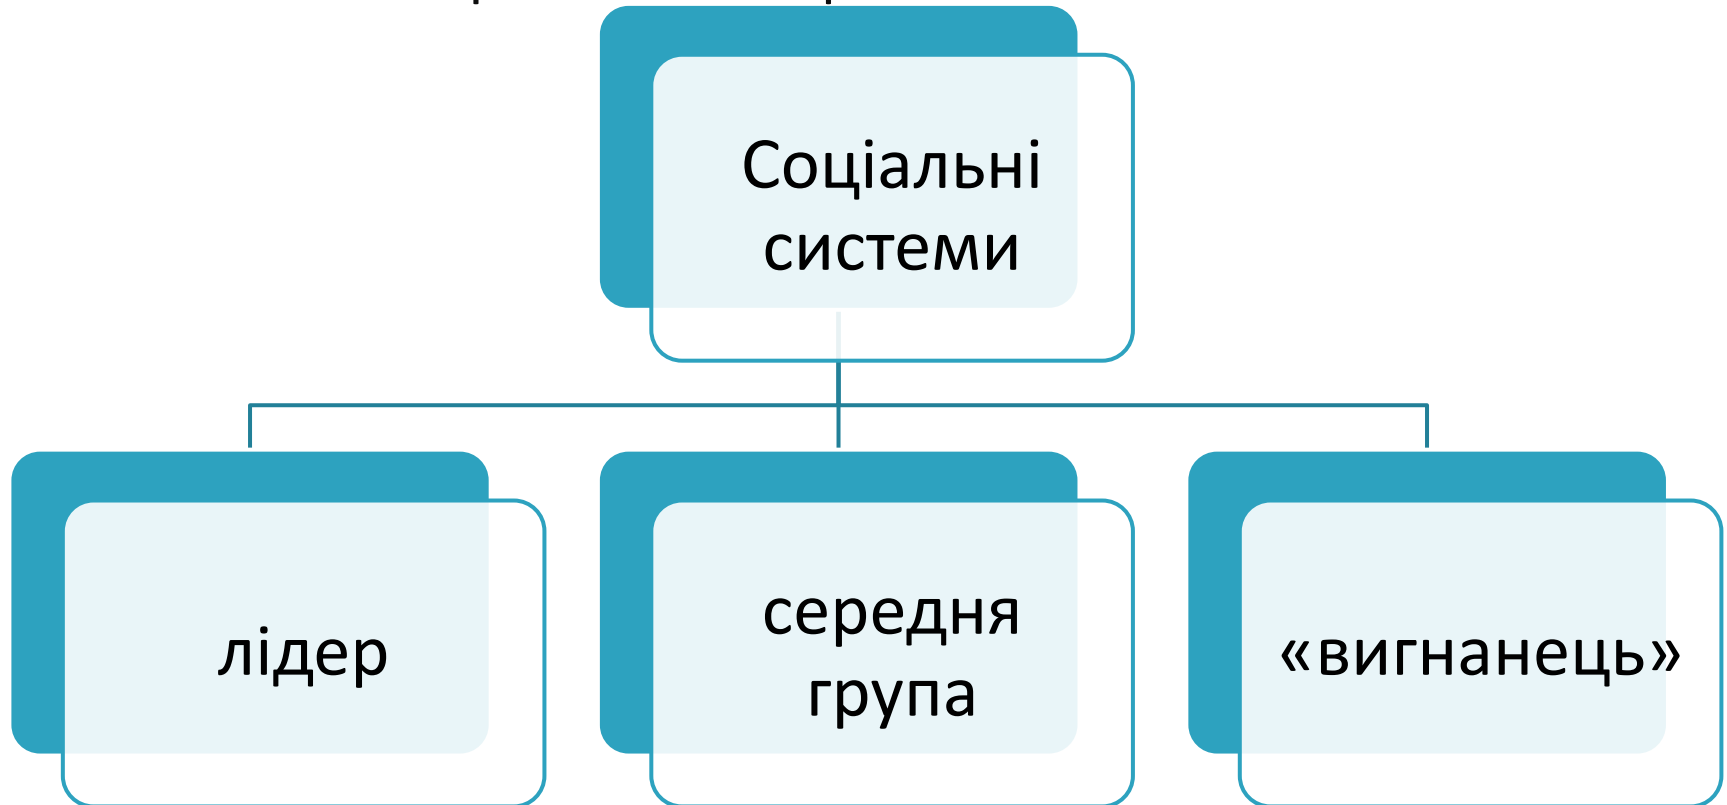 Соціальні
системи
лідер
середня
група
«вигнанець»